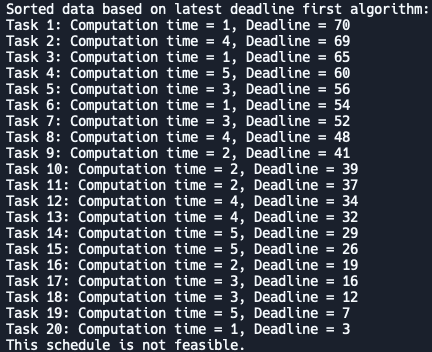 Sorted data based on latest deadline first algorithm:
Task 1: Computation time = 1, Deadline = 70
Task 2: Computation time = 4, Deadline = 69
Task 3: Computation time = 1, Deadline = 65
Task 4: Computation time = 5, Deadline = 60
Task 5: Computation time = 3, Deadline = 56
Task 6: Computation time = 1, Deadline = 54
Task 7: Computation time = 3, Deadline = 52
Task 8: Computation time = 4, Deadline = 48
Task 9: Computation time = 2, Deadline = 41
Task 10: Computation time = 2, Deadline = 39
Task 11: Computation time = 2, Deadline = 37
Task 12: Computation time = 4, Deadline = 34
Task 13: Computation time = 4, Deadline = 32
Task 14: Computation time = 5, Deadline = 29
Task 15: Computation time = 5, Deadline = 26
Task 16: Computation time = 2, Deadline = 19
Task 17: Computation time = 3, Deadline = 16
Task 18: Computation time = 3, Deadline = 12
Task 19: Computation time = 5, Deadline = 7
Task 20: Computation time = 1, Deadline = 3
This schedule is not feasible.